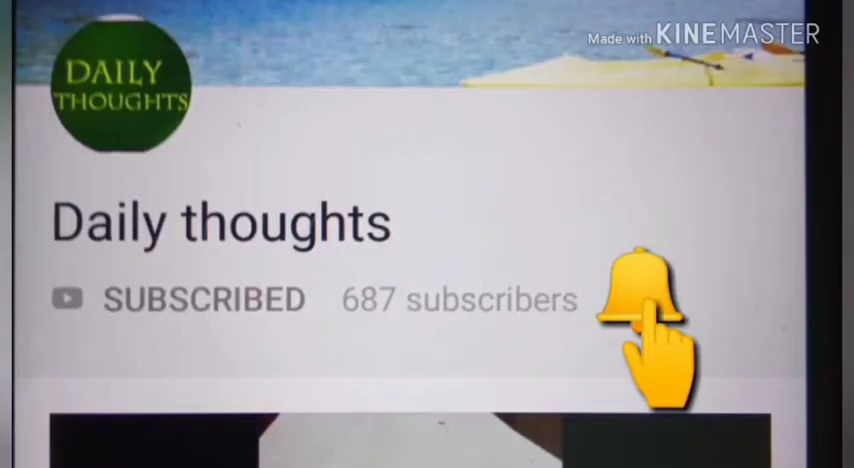 Made with KINEMASTER
DAILY
THOUGHTS
Daily thoughts
SUBSCRIBED 687 subscribers